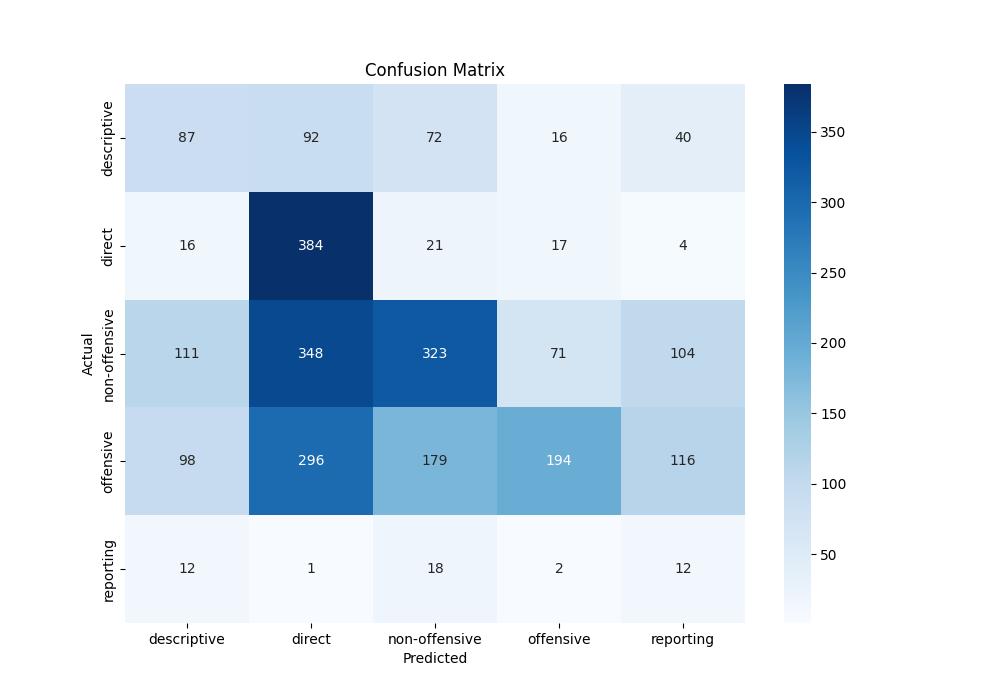 Confusion Matrix
descriptive 87 92 72 16 40
direct 16 384 21 17 4
non-offensive 111 348 323 71 104
offensive 98 296 179 194 116
reporting 12 1 18 2 12
Actual
descriptive direct non-offensive offensive reporting
Predicted
350
300
250
200
150
100
50